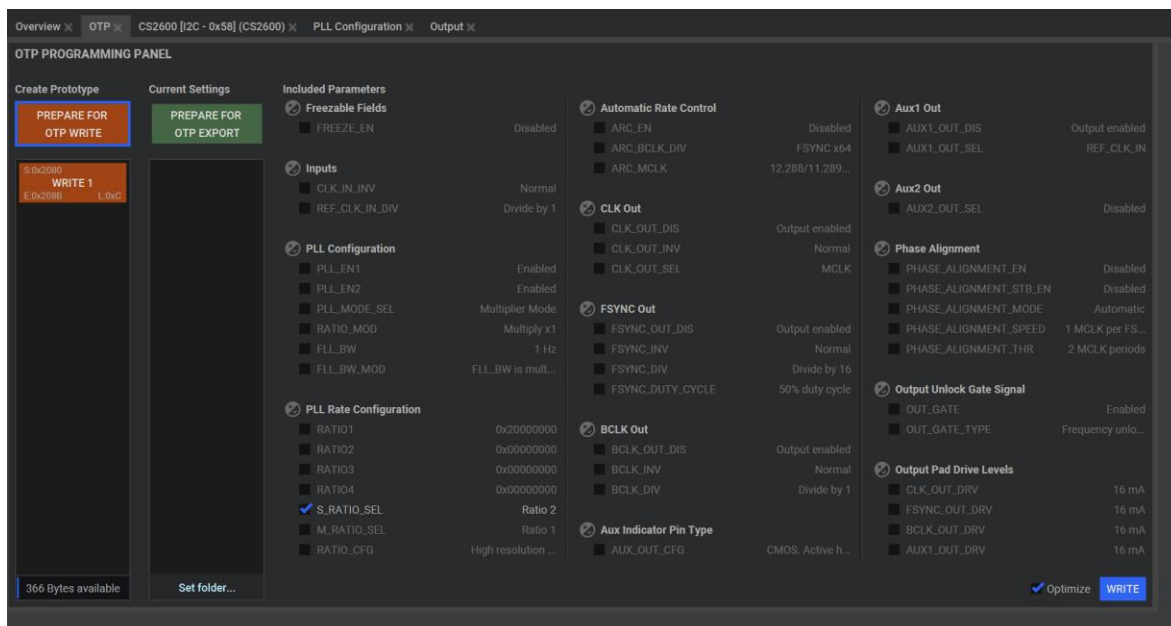 Overview
OTP
CS2600 [I2C - 0x58] (CS2600)
PLL Configuration
Output
OTP PROGRAMMING PANEL
Create Prototype
PREPARE FOR
OTP WRITE
S:0x2080
WRITE 1
E:0x208B L:0xC
366 Bytes available
Current Settings
PREPARE FOR
OTP EXPORT
Set folder...
Included Parameters
Freezable Fields
FREEZE_EN Disabled
Inputs
CLK_IN_INV Normal
REF_CLK_IN_DIV Divide by 1
PLL Configuration
PLL_EN1 Enabled
PLL_EN2 Enabled
PLL_MODE_SEL Multiplier Mode
RATIO_MOD Multiply x1
FLL_BW 1 Hz
FLL_BW_MOD FLL_BW is mult...
PLL Rate Configuration
RATIO1 0x20000000
RATIO2 0x00000000
RATIO3 0x00000000
RATIO4 0x00000000
S_RATIO_SEL Ratio 2
M_RATIO_SEL Ratio 1
RATIO_CFG High resolution ...
Automatic Rate Control
ARC_EN Disabled
ARC_BCLK_DIV FSYNC x64
ARC_MCLK 12.288/11.289...
CLK Out
CLK_OUT_DIS Output enabled
CLK_OUT_INV Normal
CLK_OUT_SEL MCLK
FSYNC Out
FSYNC_OUT_DIS Output enabled
FSYNC_INV Normal
FSYNC_DIV Divide by 16
FSYNC_DUTY_CYCLE 50% duty cycle
BCLK Out
BCLK_OUT_DIS Output enabled
BCLK_INV Normal
BCLK_DIV Divide by 1
Aux Indicator Pin Type
AUX_OUT_CFG CMOS. Active h...
Aux1 Out
AUX1_OUT_DIS Output enabled
AUX1_OUT_SEL REF_CLK_IN
Aux2 Out
AUX2_OUT_SEL Disabled
Phase Alignment
PHASE_ALIGNMENT_EN Disabled
PHASE_ALIGNMENT_STB_EN Disabled
PHASE_ALIGNMENT_MODE Automatic
PHASE_ALIGNMENT_SPEED 1 MCLK per FS...
PHASE_ALIGNMENT_THR 2 MCLK periods
Output Unlock Gate Signal
OUT_GATE Enabled
OUT_GATE_TYPE Frequency unlo...
Output Pad Drive Levels
CLK_OUT_DRV 16 mA
FSYNC_OUT_DRV 16 mA
BCLK_OUT_DRV 16 mA
AUX1_OUT_DRV 16 mA
Optimize
WRITE